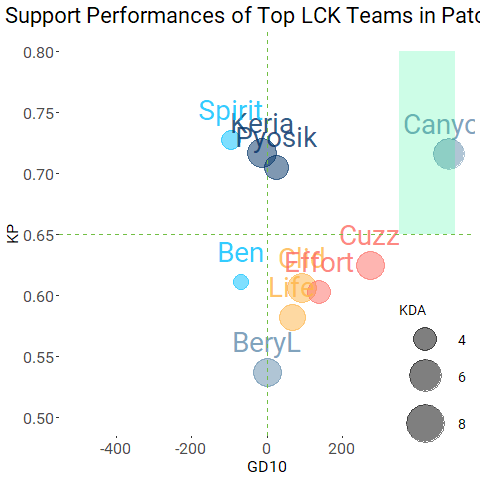 Support Performances of Top LCK Teams in Patc
0.80
0.75
0.70
0.65
0.60
0.55
0.50
KP
Spirit
Keria
Pyosik
Canyo
Cuzz
Ben
Effort
Life
BeryL
KDA
4
6
8
-400
-200
0
200
GD10